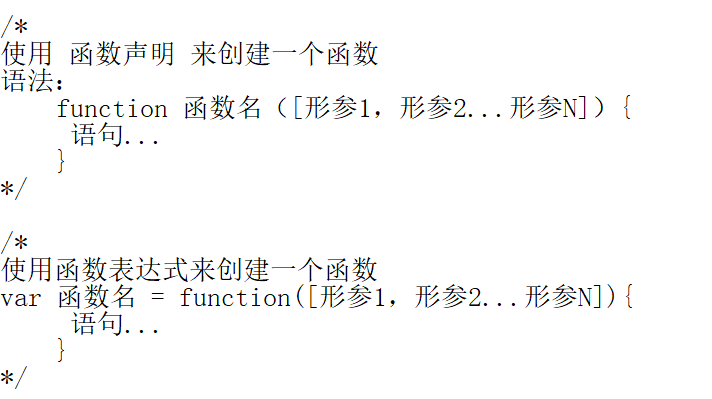 /*
使用 函数声明 来创建一个函数
语法:
    function 函数名（[形参1，形参2...形参N]）{
     语句...
    }
*/

/*
使用函数表达式来创建一个函数
var 函数名 = function([形参1，形参2...形参N]){
     语句...
    }
*/